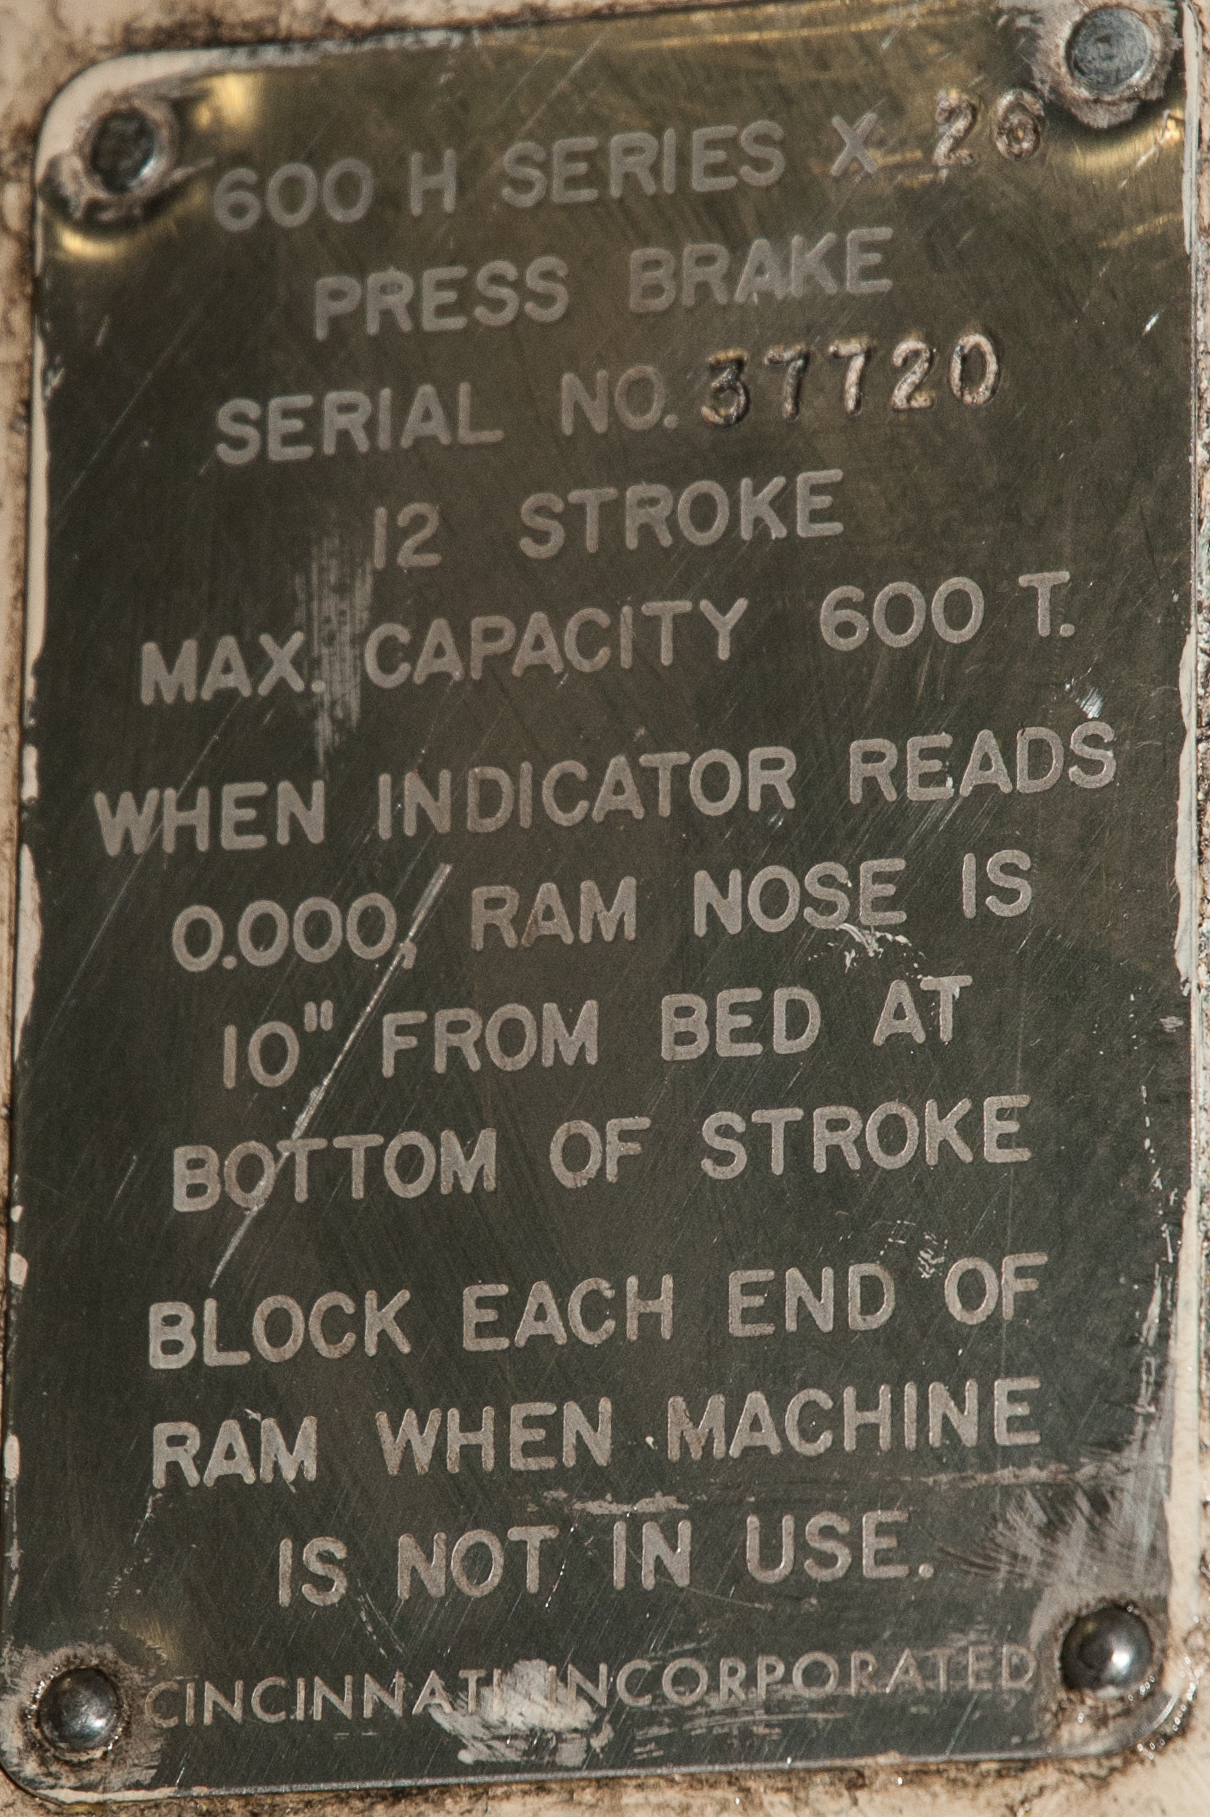 600 H SERIES X 20
PRESS BRAKE
SERIAL NO. 37720
12 STROKE
MAX. CAPACITY 600 T.
WHEN INDICATOR READS
0.000, RAM NOSE IS
10" FROM BED AT
BOTTOM OF STROKE
BLOCK EACH END OF
RAM WHEN MACHINE
IS NOT IN USE.
CINCINNATI INCORPORATED